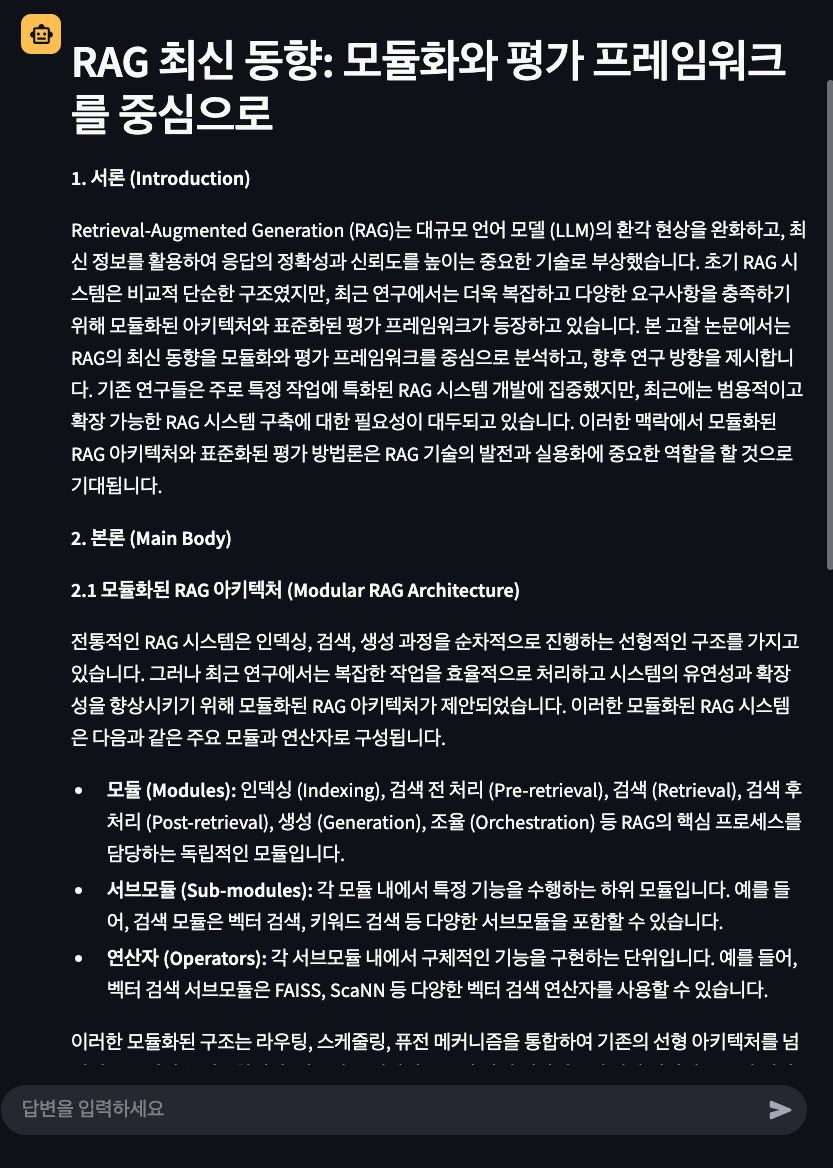 RAG 최신 동향: 모듈화와 평가 프레임워크
를 중심으로
1. 서론 (Introduction)
Retrieval-Augmented Generation (RAG)는 대규모 언어 모델 (LLM)의 환각 현상을 완화하고, 최
신 정보를 활용하여 응답의 정확성과 신뢰도를 높이는 중요한 기술로 부상했습니다. 초기 RAG 시
스템은 비교적 단순한 구조였지만, 최근 연구에서는 더욱 복잡하고 다양한 요구사항을 충족하기
위해 모듈화된 아키텍처와 표준화된 평가 프레임워크가 등장하고 있습니다. 본 고찰 논문에서는
RAG의 최신 동향을 모듈화와 평가 프레임워크를 중심으로 분석하고, 향후 연구 방향을 제시합니
다. 기존 연구들은 주로 특정 작업에 특화된 RAG 시스템 개발에 집중했지만, 최근에는 범용적이고
확장 가능한 RAG 시스템 구축에 대한 필요성이 대두되고 있습니다. 이러한 맥락에서 모듈화된
RAG 아키텍처와 표준화된 평가 방법론은 RAG 기술의 발전과 실용화에 중요한 역할을 할 것으로
기대됩니다.
2. 본론 (Main Body)
2.1 모듈화된 RAG 아키텍처 (Modular RAG Architecture)
전통적인 RAG 시스템은 인덱싱, 검색, 생성 과정을 순차적으로 진행하는 선형적인 구조를 가지고
있습니다. 그러나 최근 연구에서는 복잡한 작업을 효율적으로 처리하고 시스템의 유연성과 확장
성을 향상시키기 위해 모듈화된 RAG 아키텍처가 제안되었습니다. 이러한 모듈화된 RAG 시스템
은 다음과 같은 주요 모듈과 연산자로 구성됩니다.
• 모듈 (Modules): 인덱싱 (Indexing), 검색 전 처리 (Pre-retrieval), 검색 (Retrieval), 검색 후
처리 (Post-retrieval), 생성 (Generation), 조율 (Orchestration) 등 RAG의 핵심 프로세스를
담당하는 독립적인 모듈입니다.
• 서브모듈 (Sub-modules): 각 모듈 내에서 특정 기능을 수행하는 하위 모듈입니다. 예를 들
어, 검색 모듈은 벡터 검색, 키워드 검색 등 다양한 서브모듈을 포함할 수 있습니다.
• 연산자 (Operators): 각 서브모듈 내에서 구체적인 기능을 구현하는 단위입니다. 예를 들어,
벡터 검색 서브모듈은 FAISS, ScaNN 등 다양한 벡터 검색 연산자를 사용할 수 있습니다.
이러한 모듈화된 구조는 라우팅, 스케줄링, 퓨전 메커니즘을 통합하여 기존의 선형 아키텍처를 넘
답변을 입력하세요